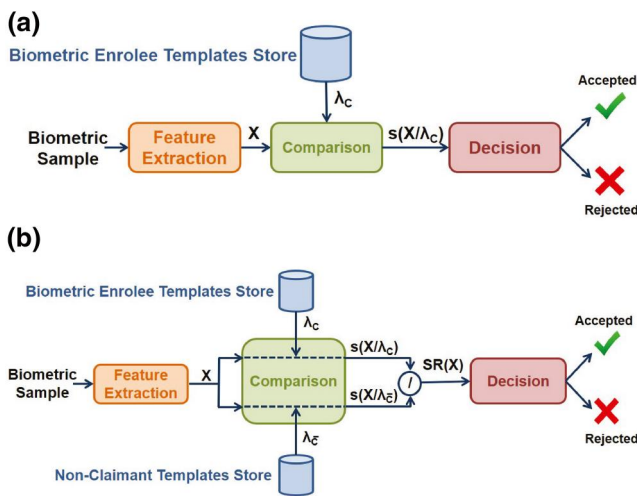 (a)
Biometric Enrolee Templates Store
λC
Accepted
Biometric
Sample
Feature
Extraction
X
Comparison
s(X/λC)
Decision
Rejected
(b)
Biometric Enrolee Templates Store
λC
Accepted
Biometric
Sample
Feature
Extraction
X
Comparison
s(X/λC)
s(X/λC̅)
/
SR(X)
Decision
Rejected
λC̅
Non-Claimant Templates Store